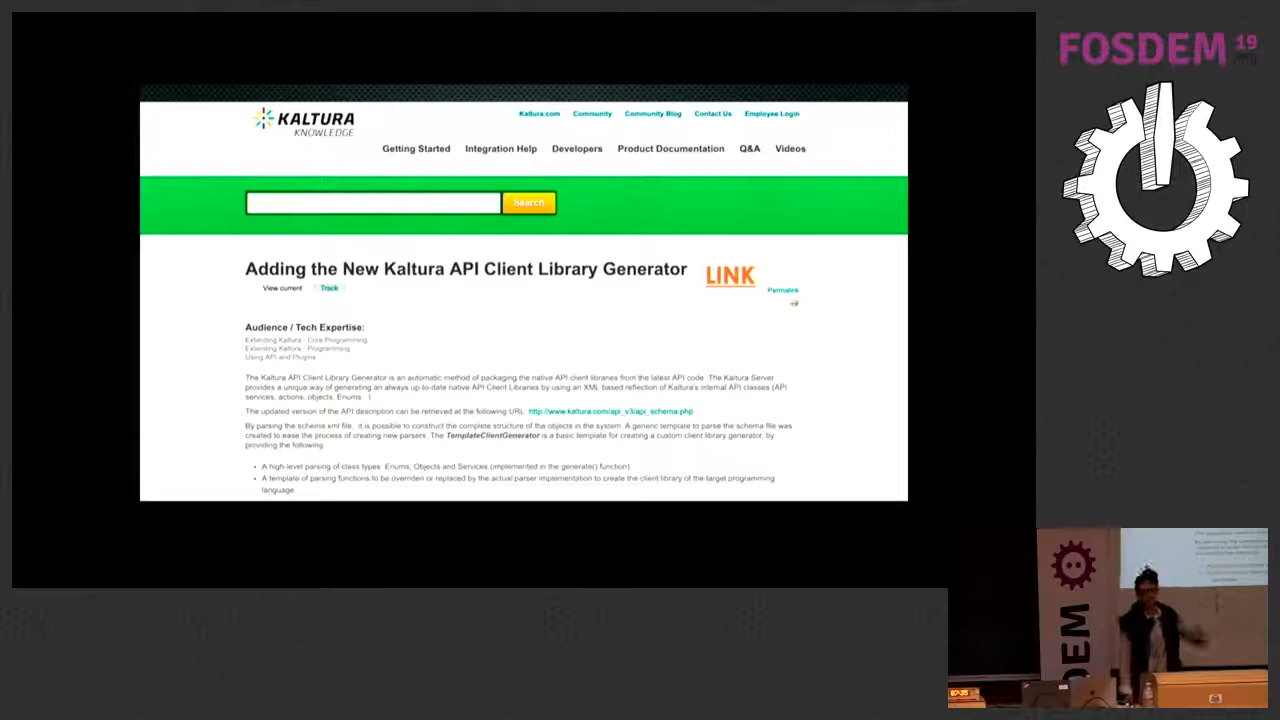 FOSDEM 19
.org
KALTURA
KNOWLEDGE
Kaltura.com Community Community Blog Contact Us Employee Login
Getting Started Integration Help Developers Product Documentation Q&A Videos
Search
Adding the New Kaltura API Client Library Generator
LINK
View current Track
Permalink
Audience / Tech Expertise:
Extending Kaltura - Core Programming
Extending Kaltura - Programming
Using API and Plugins
The Kaltura API Client Library Generator is an automatic method of packaging the native API client libraries from the latest API code. The Kaltura Server
provides a unique way of generating an always up-to-date native API Client Libraries by using an XML based reflection of Kaltura's internal API classes (API
services, actions, objects, Enums...)
The updated version of the API description can be retrieved at the following URL http://www.kaltura.com/api_v3/api_schema.php
By parsing the schema xml file, it is possible to construct the complete structure of the objects in the system. A generic template to parse the schema file was
created to ease the process of creating new parsers. The TemplateClientGenerator is a basic template for creating a custom client library generator, by
providing the following
• A high-level parsing of class types Enums, Objects and Services (implemented in the generate() function).
• A template of parsing functions to be overriden or replaced by the actual parser implementation to create the client library of the target programming
language
DEM
07:35